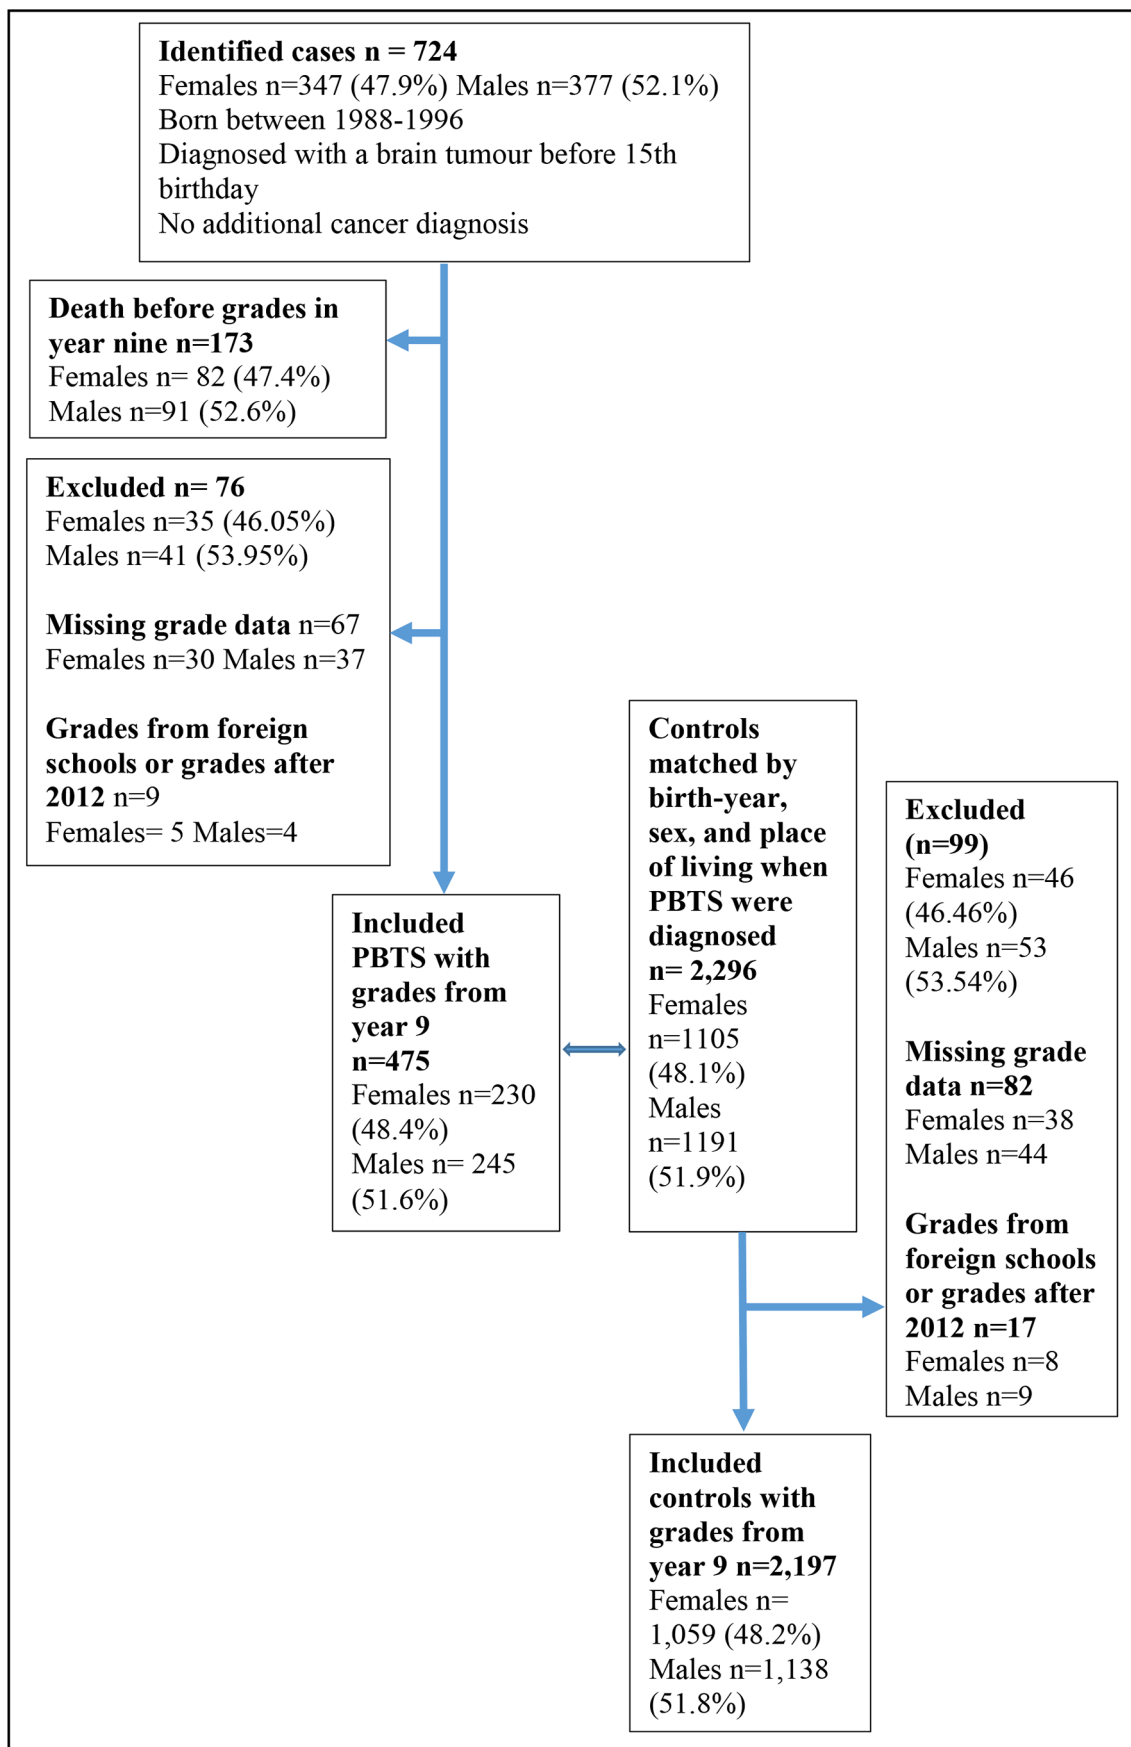 Identified cases n = 724
Females n=347 (47.9%) Males n=377 (52.1%)
Born between 1988-1996
Diagnosed with a brain tumour before 15th
birthday
No additional cancer diagnosis
Death before grades in
year nine n=173
Females n= 82 (47.4%)
Males n=91 (52.6%)
Excluded n= 76
Females n=35 (46.05%)
Males n=41 (53.95%)
Missing grade data n=67
Females n=30 Males n=37
Grades from foreign
schools or grades after
2012 n=9
Females= 5 Males=4
Included
PBTS with
grades from
year 9
n=475
Females n=230
(48.4%)
Males n= 245
(51.6%)
Controls
matched by
birth-year,
sex, and place
of living when
PBTS were
diagnosed
n= 2,296
Females
n=1105
(48.1%)
Males
n=1191
(51.9%)
Excluded
(n=99)
Females n=46
(46.46%)
Males n=53
(53.54%)
Missing grade
data n=82
Females n=38
Males n=44
Grades from
foreign schools
or grades after
2012 n=17
Females n=8
Males n=9
Included
controls with
grades from
year 9 n=2,197
Females n=
1,059 (48.2%)
Males n=1,138
(51.8%)